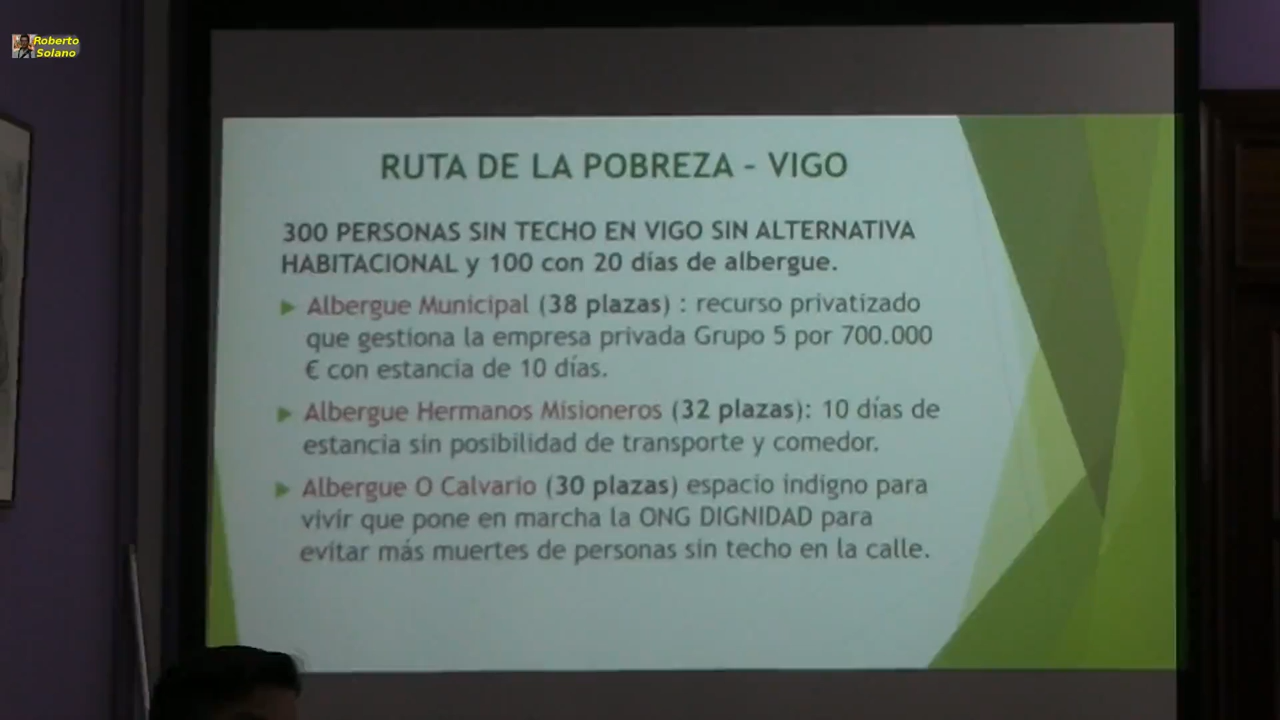 Roberto
Solano
RUTA DE LA POBREZA – VIGO
300 PERSONAS SIN TECHO EN VIGO SIN ALTERNATIVA
HABITACIONAL y 100 con 20 días de albergue.
Albergue Municipal (38 plazas) : recurso privatizado
que gestiona la empresa privada Grupo 5 por 700.000
€ con estancia de 10 días.
Albergue Hermanos Misioneros (32 plazas): 10 días de
estancia sin posibilidad de transporte y comedor.
Albergue O Calvario (30 plazas) espacio indigno para
vivir que pone en marcha la ONG DIGNIDAD para
evitar más muertes de personas sin techo en la calle.